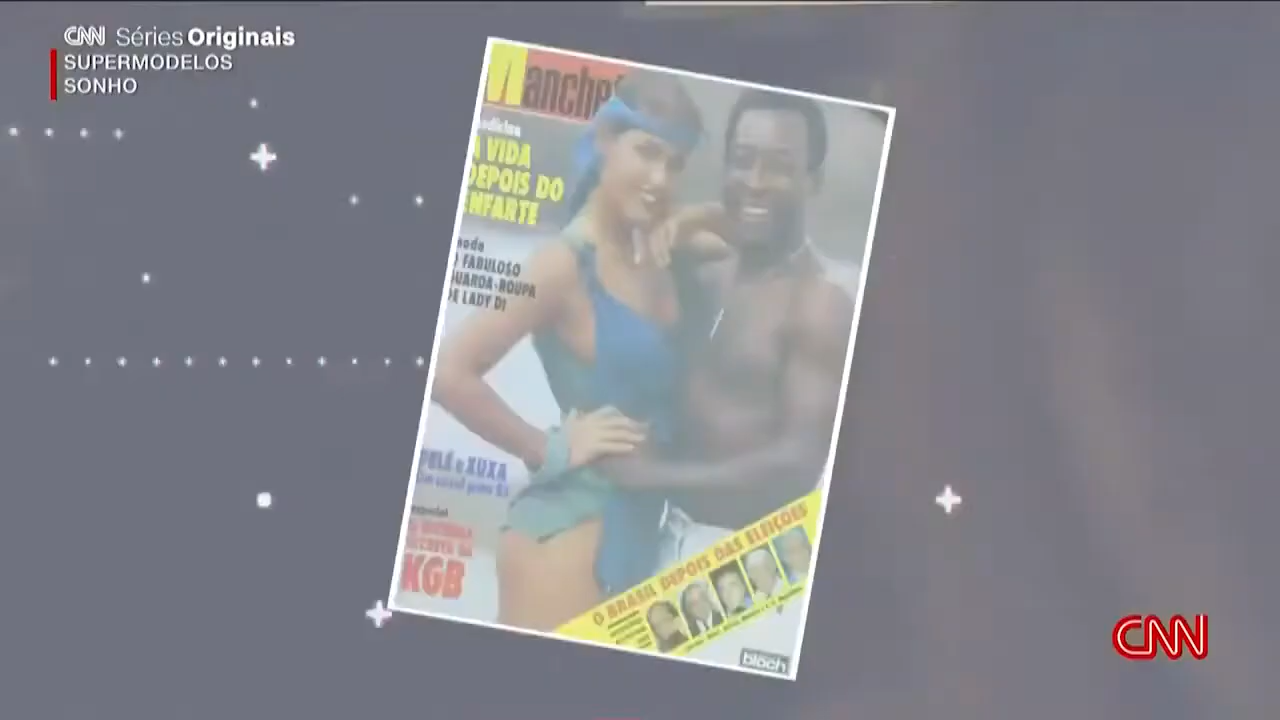 CNN Séries Originais
SUPERMODELOS
SONHO
Manche
A VIDA
DEPOIS DO
ENFARTE
O FABULOSO
GUARDA-ROUPA
DE LADY DI
PELÉ e XUXA
KGB
O BRASIL DEPOIS DAS ELEIÇÕES
bloch
CNN